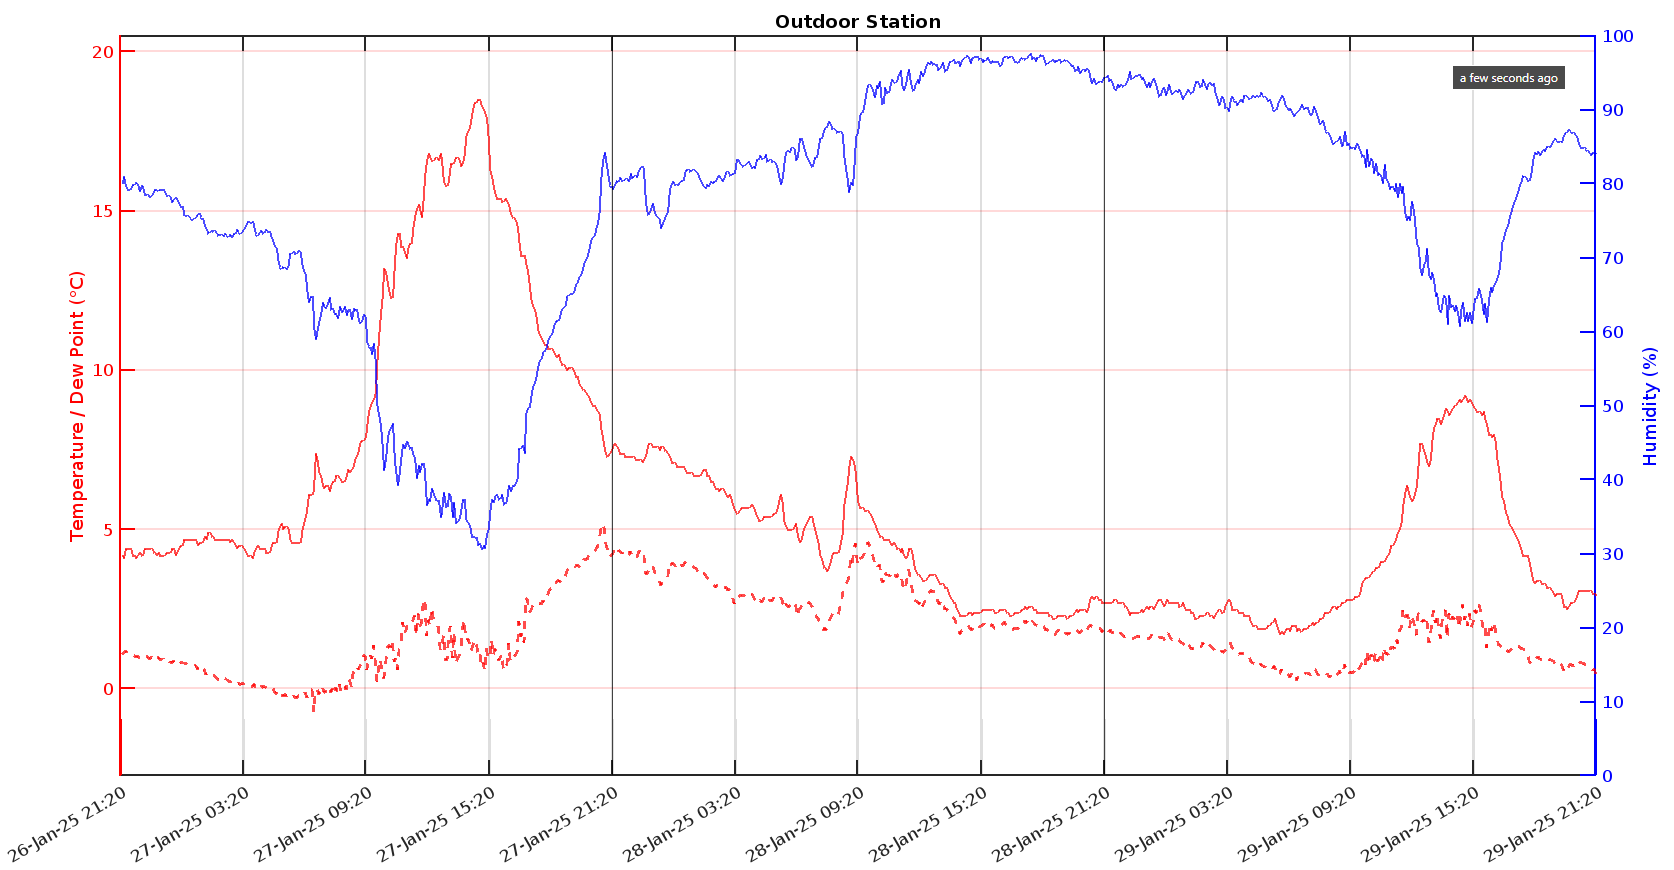 Outdoor Station
20
15
10
5
0
Temperature / Dew Point (°C)
100
90
80
70
60
50
40
30
20
10
0
Humidity (%)
a few seconds ago
26-Jan-25 21:20
27-Jan-25 03:20
27-Jan-25 09:20
27-Jan-25 15:20
27-Jan-25 21:20
28-Jan-25 03:20
28-Jan-25 09:20
28-Jan-25 15:20
28-Jan-25 21:20
29-Jan-25 03:20
29-Jan-25 09:20
29-Jan-25 15:20
29-Jan-25 21:20